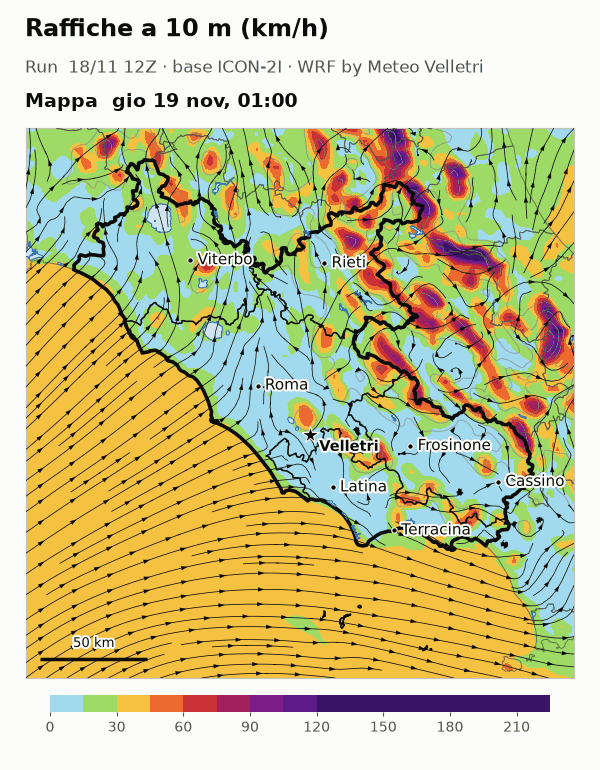 Raffiche a 10 m (km/h)
Run 18/11 12Z · base ICON-2I · WRF by Meteo Velletri
Mappa gio 19 nov, 01:00
Viterbo
Rieti
Roma
Velletri
Frosinone
Latina
Cassino
Terracina
50 km
0 30 60 90 120 150 180 210